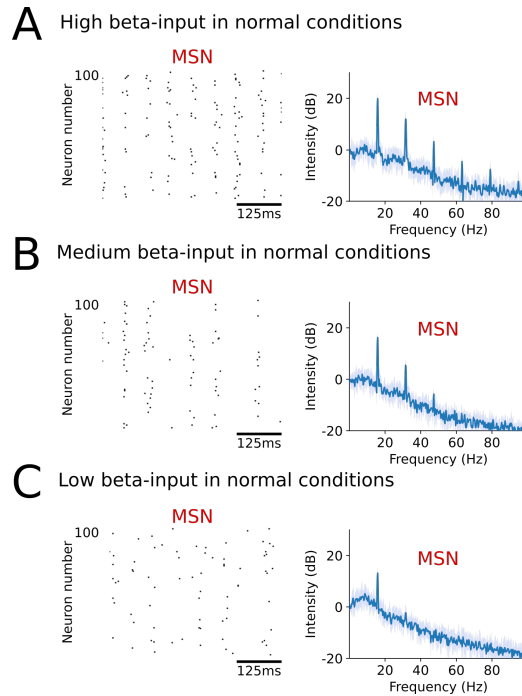 A High beta-input in normal conditions
MSN
100
Neuron number
125ms
MSN
Intensity (dB)
20
0
-20
20 40 60 80
Frequency (Hz)
B Medium beta-input in normal conditions
MSN
100
Neuron number
125ms
MSN
Intensity (dB)
20
0
-20
20 40 60 80
Frequency (Hz)
C Low beta-input in normal conditions
MSN
100
Neuron number
125ms
MSN
Intensity (dB)
20
0
-20
20 40 60 80
Frequency (Hz)